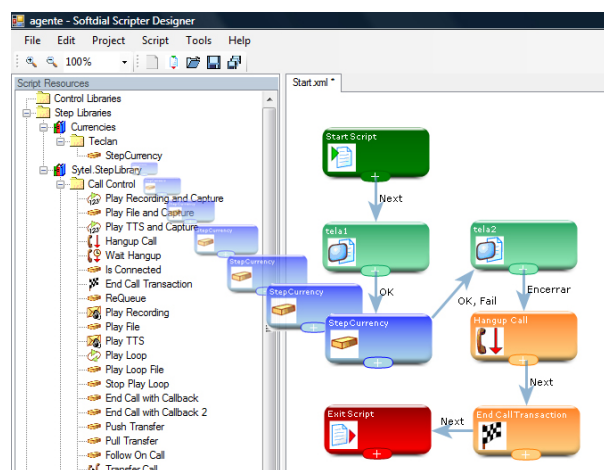 agente - Softdial Scripter Designer
File Edit Project Script Tools Help
100%
Script Resources
Control Libraries
Step Libraries
Currencies
Teclan
StepCurrency
Sytel.StepLibrary
Call Control
Play Recording and Capture
Play File and Capture
Play TTS and Capture
Hangup Call
Wait Hangup
Is Connected
End Call Transaction
ReQueue
Play Recording
Play File
Play TTS
Play Loop
Play Loop File
Stop Play Loop
End Call with Callback
End Call with Callback 2
Push Transfer
Pull Transfer
Follow On Call
Transfer Call
Start.xml *
Start Script
Next
tela1
OK
StepCurrency
StepCurrency
StepCurrency
StepCurrency
OK, Fail
tela2
Encerrar
Hangup Call
Next
End CallTransaction
Next
Exit Script